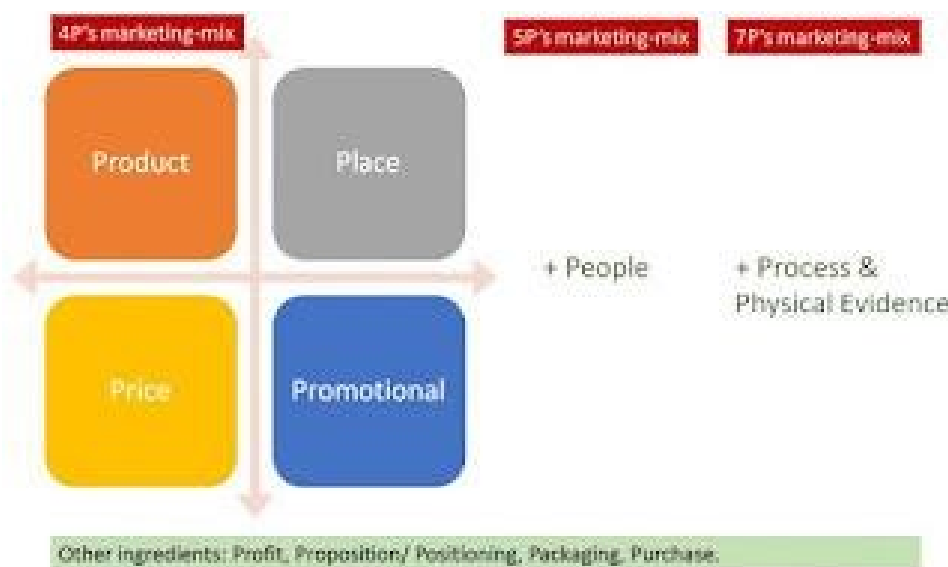 4P's marketing-mix
5P's marketing-mix
7P's marketing-mix
Product
Place
+ People
+ Process &
Physical Evidence
Price
Promotional
Other ingredients: Profit, Proposition/ Positioning, Packaging, Purchase.